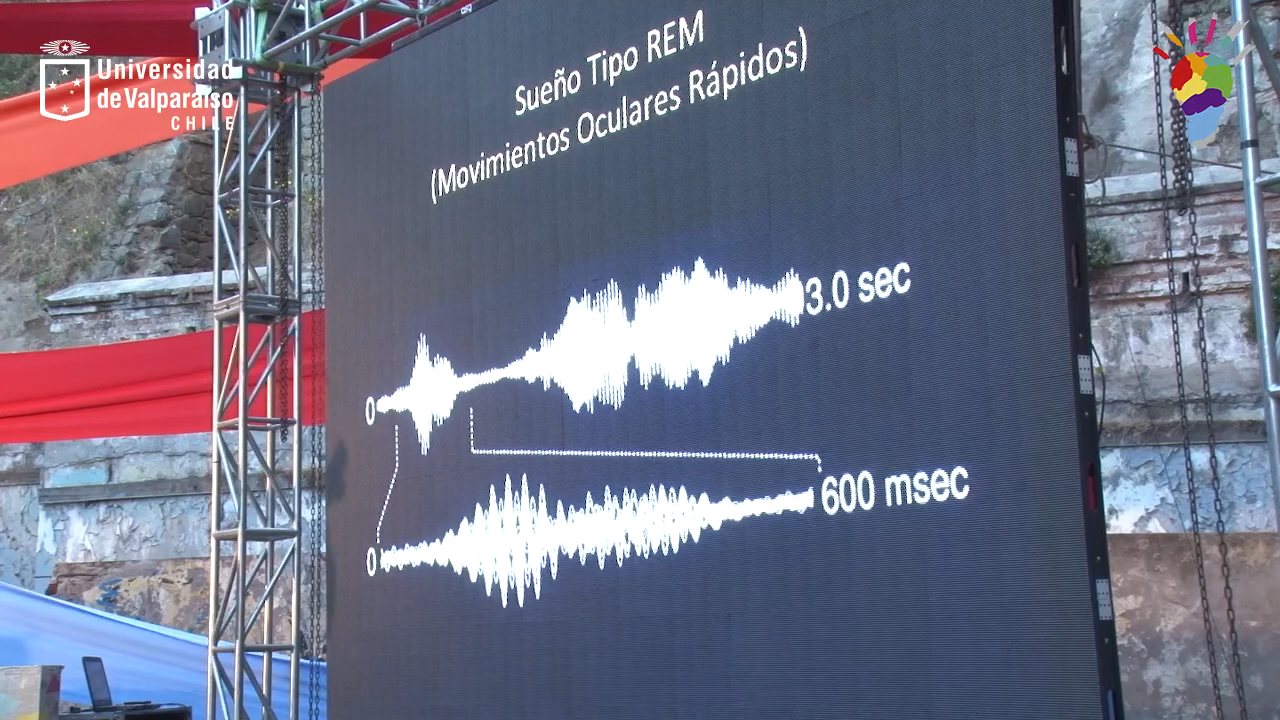 Universidad
de Valparaíso
CHILE
Sueño Tipo REM
(Movimientos Oculares Rápidos)
0
3.0 sec
0
600 msec